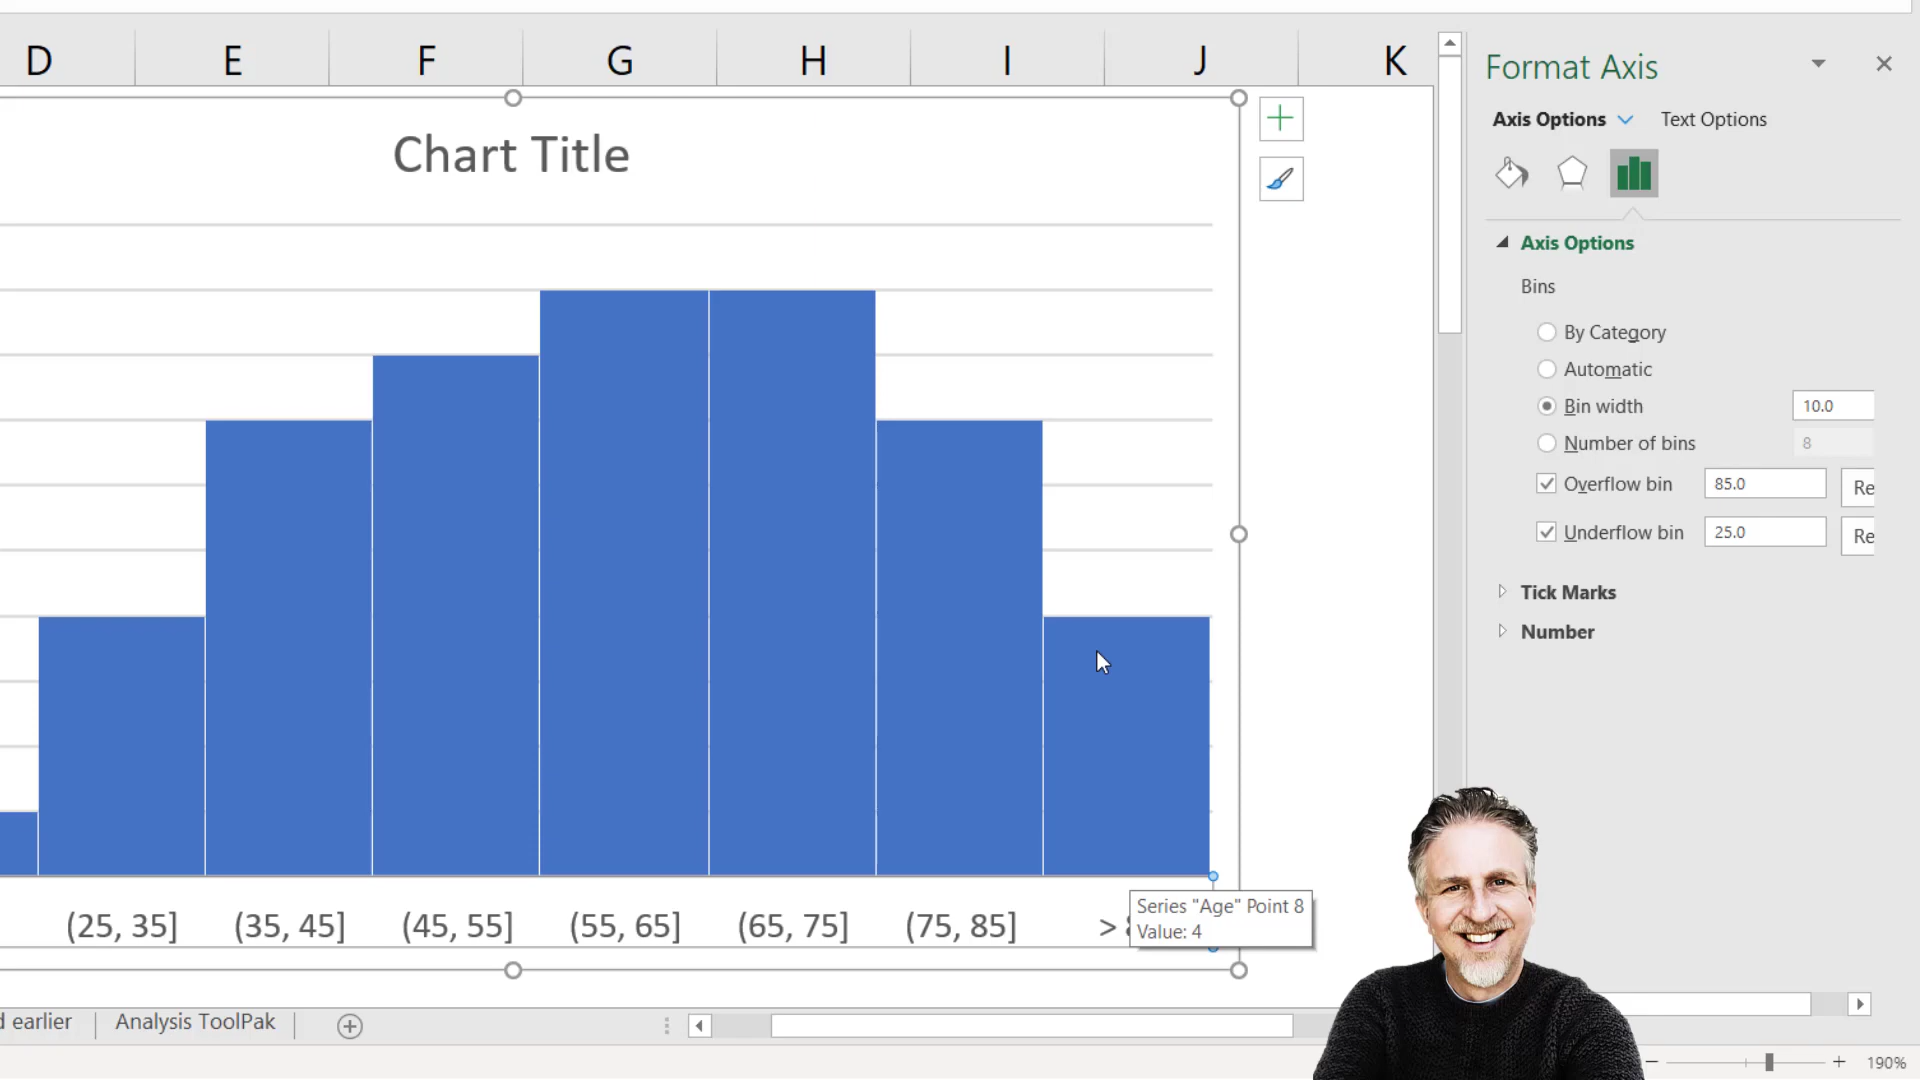 D E F G H I J K
Chart Title
(25, 35] (35, 45] (45, 55] (55, 65] (65, 75] (75, 85] >
Series "Age" Point 8
Value: 4
d earlier
Analysis ToolPak
Format Axis
Axis Options Text Options
Axis Options
Bins
By Category
Automatic
Bin width 10.0
Number of bins 8
Overflow bin 85.0 Re
Underflow bin 25.0 Re
Tick Marks
Number
190%